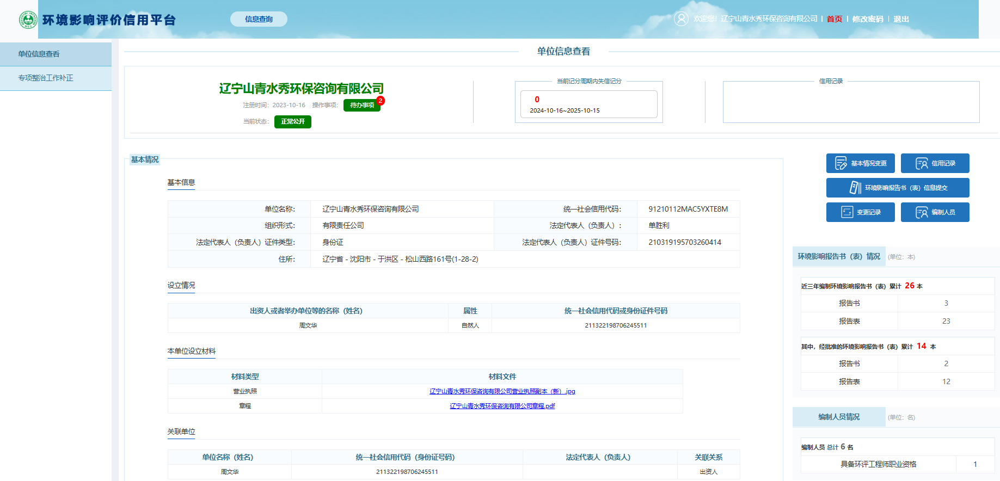 环境影响评价信用平台
信息查询
欢迎您！辽宁山青水秀环保咨询有限公司 | 首页 | 修改密码 | 退出
单位信息查看
专项整治工作补正
单位信息查看
辽宁山青水秀环保咨询有限公司
注册时间：2023-10-16 操作事项： 待办事项 2
当前状态： 正常公开
当前记分周期内失信记分
0
2024-10-16~2025-10-15
信用记录
基本情况
基本信息
单位名称： 辽宁山青水秀环保咨询有限公司 统一社会信用代码： 91210112MAC5YXTE8M
组织形式： 有限责任公司 法定代表人（负责人）： 单胜利
法定代表人（负责人）证件类型： 身份证 法定代表人（负责人）证件号码： 210319195703260414
住所： 辽宁省 - 沈阳市 - 于洪区 - 松山西路161号(1-28-2)
设立情况
出资人或者举办单位等的名称（姓名） 属性 统一社会信用代码或身份证件号码
周文华 自然人 211322198706245511
本单位设立材料
材料类型 材料文件
营业执照 辽宁山青水秀环保咨询有限公司营业执照副本（新）.jpg
章程 辽宁山青水秀环保咨询有限公司章程.pdf
关联单位
单位名称（姓名） 统一社会信用代码（身份证号码） 法定代表人（负责人） 关联关系
周文华 211322198706245511 出资人
基本情况变更 信用记录
环境影响报告书（表）信息提交
变更记录 编制人员
环境影响报告书（表）情况 (单位：本)
近三年编制环境影响报告书（表）累计 26 本
报告书 3
报告表 23
其中，经批准的环境影响报告书（表）累计 14 本
报告书 2
报告表 12
编制人员情况 (单位：名)
编制人员 总计 6 名
具备环评工程师职业资格 1